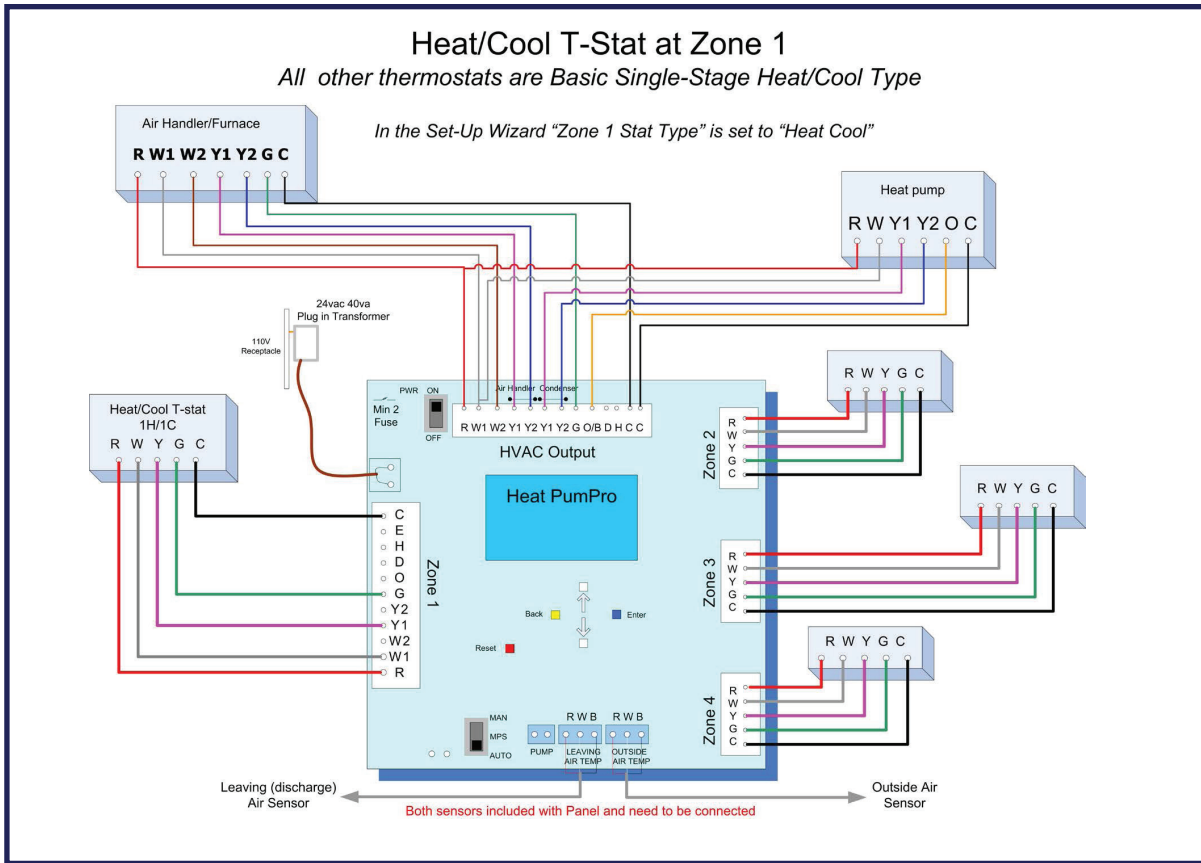 Heat/Cool T-Stat at Zone 1
All other thermostats are Basic Single-Stage Heat/Cool Type
In the Set-Up Wizard “Zone 1 Stat Type” is set to “Heat Cool”
Air Handler/Furnace
R W1 W2 Y1 Y2 G C
Heat pump
R W Y1 Y2 O C
24vac 40va
Plug in Transformer
110V
Receptacle
Heat/Cool T-stat
1H/1C
R W Y G C
PWR ON
OFF
Min 2
Fuse
Air Handler Condenser
R W1 W2 Y1 Y2 Y1 Y2 G O/B D H C C
HVAC Output
Heat PumPro
C
E
H
D
O
G
Y2
Y1
W2
W1
R
Zone 1
Back
Enter
Reset
R
W
Y
G
C
Zone 2
R W Y G C
R
W
Y
G
C
Zone 3
R W Y G C
R
W
Y
G
C
Zone 4
R W Y G C
MAN
MPS
AUTO
PUMP
R W B
LEAVING
AIR TEMP
R W B
OUTSIDE
AIR TEMP
Leaving (discharge)
Air Sensor
Both sensors included with Panel and need to be connected
Outside Air
Sensor